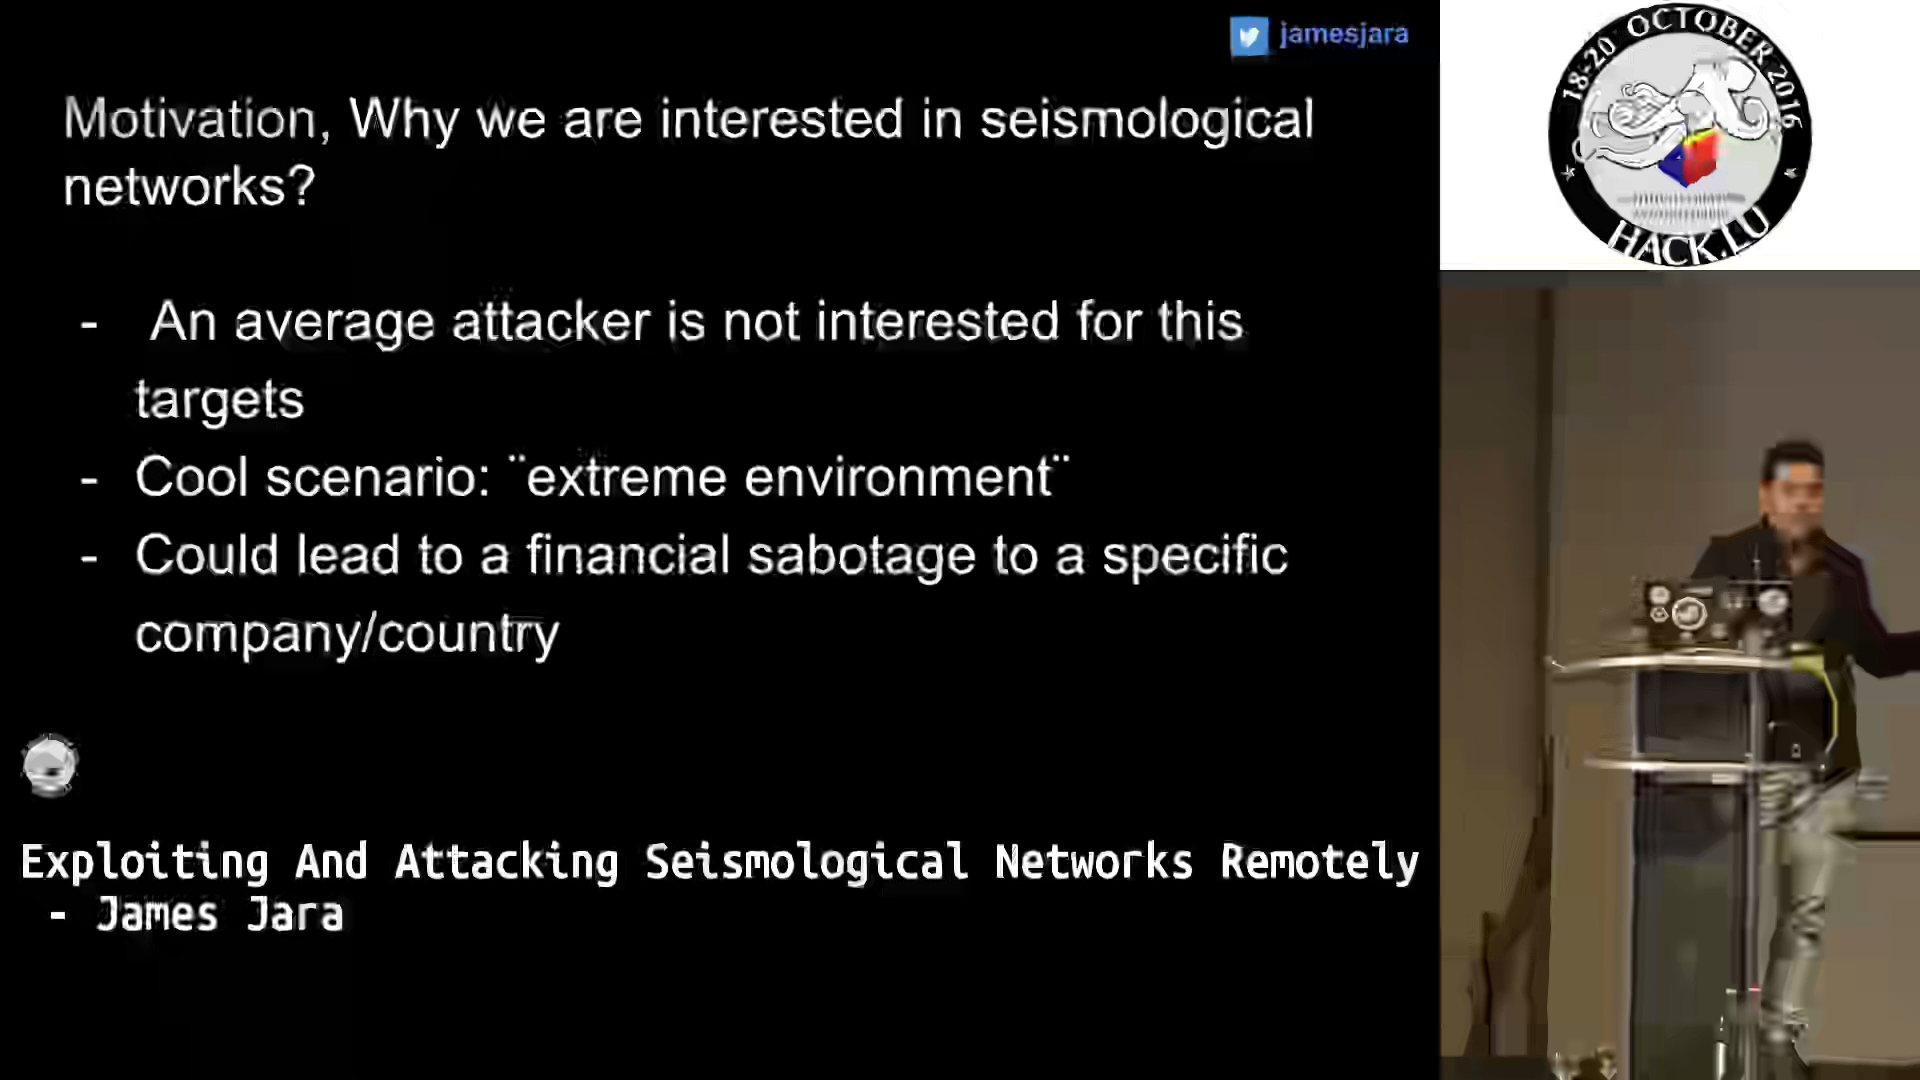 jamesjara
Motivation, Why we are interested in seismological
networks?
- An average attacker is not interested for this
targets
- Cool scenario: ¨extreme environment¨
- Could lead to a financial sabotage to a specific
company/country
Exploiting And Attacking Seismological Networks Remotely
- James Jara
18-20 OCTOBER 2016
HACK.LU